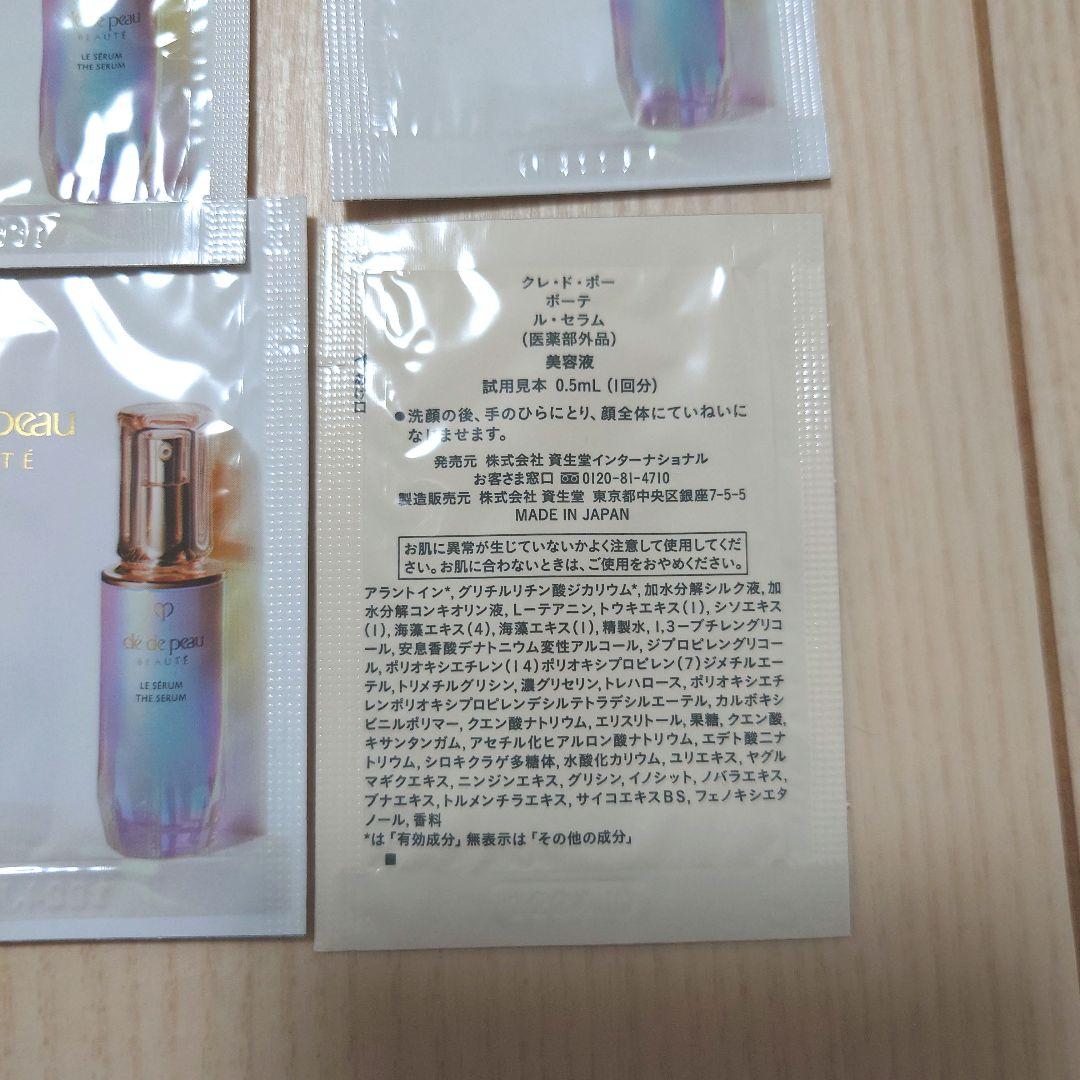 clé de peau
BEAUTÉ
LE SÉRUM
THE SERUM
peau
TÉ
clé de peau
BEAUTÉ
LE SÉRUM
THE SERUM
クレ・ド・ポー
ボーテ
ル・セラム
(医薬部外品)
美容液
試用見本 0.5mL (1回分)
●洗顔の後、手のひらにとり、顔全体にていねいに
なじませます。
発売元 株式会社 資生堂インターナショナル
お客さま窓口 0120-81-4710
製造販売元 株式会社 資生堂 東京都中央区銀座7-5-5
MADE IN JAPAN
お肌に異常が生じていないかよく注意して使用してくだ
さい。お肌に合わないときは、ご使用をおやめください。
アラントイン*, グリチルリチン酸ジカリウム*, 加水分解シルク液, 加
水分解コンキオリン液, L-テアニン, トウキエキス(1), シソエキス
(1), 海藻エキス(4), 海藻エキス(1), 精製水, 1,3-ブチレングリコ
ール, 安息香酸デナトニウム変性アルコール, ジプロピレングリコー
ル, ポリオキシエチレン(14)ポリオキシプロピレン(7)ジメチルエー
テル, トリメチルグリシン, 濃グリセリン, トレハロース, ポリオキシエチ
レンポリオキシプロピレンデシルテトラデシルエーテル, カルボキシ
ビニルポリマー, クエン酸ナトリウム, エリスリトール, 果糖, クエン酸,
キサンタンガム, アセチル化ヒアルロン酸ナトリウム, エデト酸二ナ
トリウム, シロキクラゲ多糖体, 水酸化カリウム, ユリエキス, ヤグル
マギクエキス, ニンジンエキス, グリシン, イノシット, ノバラエキス,
ブナエキス, トルメンチラエキス, サイコエキスBS, フェノキシエタ
ノール, 香料
*は「有効成分」無表示は「その他の成分」